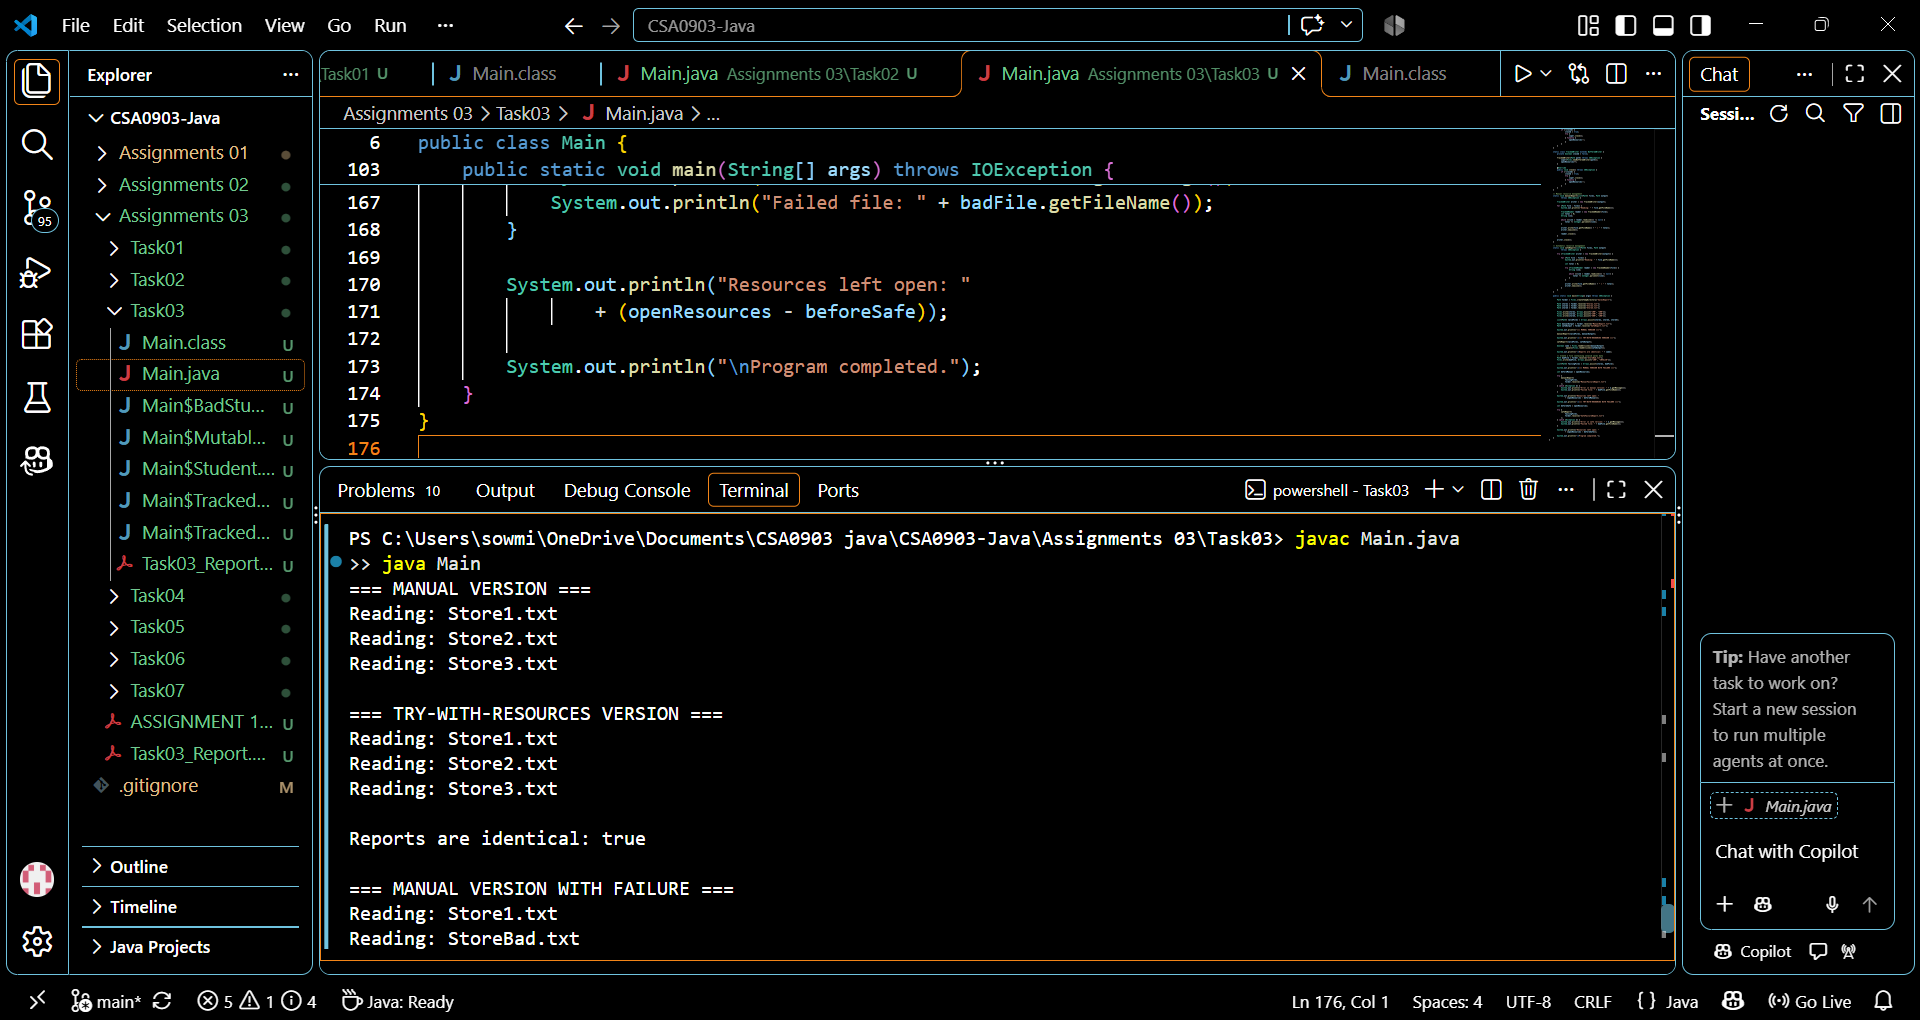 File Edit Selection View Go Run ...
CSA0903-Java
Explorer
CSA0903-Java
Assignments 01
Assignments 02
Assignments 03
Task01
Task02
Task03
Main.class U
Main.java U
Main$BadStu... U
Main$Mutabl... U
Main$Student.... U
Main$Tracked... U
Main$Tracked... U
Task03_Report... U
Task04
Task05
Task06
Task07
ASSIGNMENT 1... U
Task03_Report.... U
.gitignore M
Outline
Timeline
Java Projects
95
Task01 U
Main.class
Main.java Assignments 03\Task02 U
Main.java Assignments 03\Task03 U
Main.class
Assignments 03 > Task03 > Main.java > ...
6 public class Main {
103 public static void main(String[] args) throws IOException {
167 System.out.println("Failed file: " + badFile.getFileName());
168 }
169
170 System.out.println("Resources left open: "
171 + (openResources - beforeSafe));
172
173 System.out.println("\nProgram completed.");
174 }
175 }
176
Problems 10 Output Debug Console Terminal Ports
powershell - Task03
PS C:\Users\sowmi\OneDrive\Documents\CSA0903 java\CSA0903-Java\Assignments 03\Task03> javac Main.java
>> java Main
=== MANUAL VERSION ===
Reading: Store1.txt
Reading: Store2.txt
Reading: Store3.txt
=== TRY-WITH-RESOURCES VERSION ===
Reading: Store1.txt
Reading: Store2.txt
Reading: Store3.txt
Reports are identical: true
=== MANUAL VERSION WITH FAILURE ===
Reading: Store1.txt
Reading: StoreBad.txt
Chat
Sessi...
Tip: Have another
task to work on?
Start a new session
to run multiple
agents at once.
Main.java
Chat with Copilot
Copilot
main* 5 1 4 Java: Ready
Ln 176, Col 1 Spaces: 4 UTF-8 CRLF {} Java Go Live